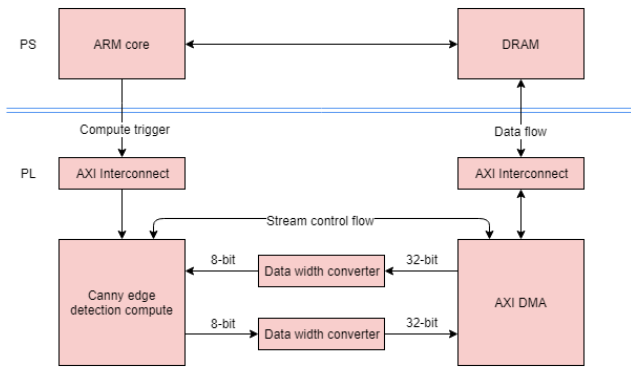 PS
ARM core
DRAM
Compute trigger
Data flow
PL
AXI Interconnect
AXI Interconnect
Stream control flow
8-bit
Data width converter
32-bit
Canny edge
detection compute
AXI DMA
8-bit
Data width converter
32-bit